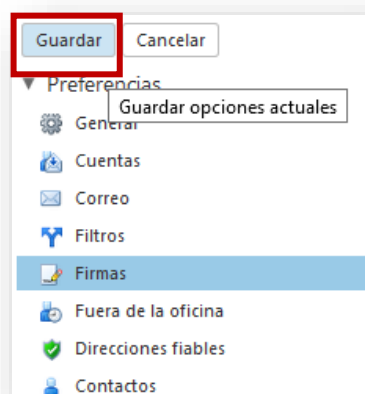 Guardar Cancelar
Preferencias
Guardar opciones actuales
General
Cuentas
Correo
Filtros
Firmas
Fuera de la oficina
Direcciones fiables
Contactos